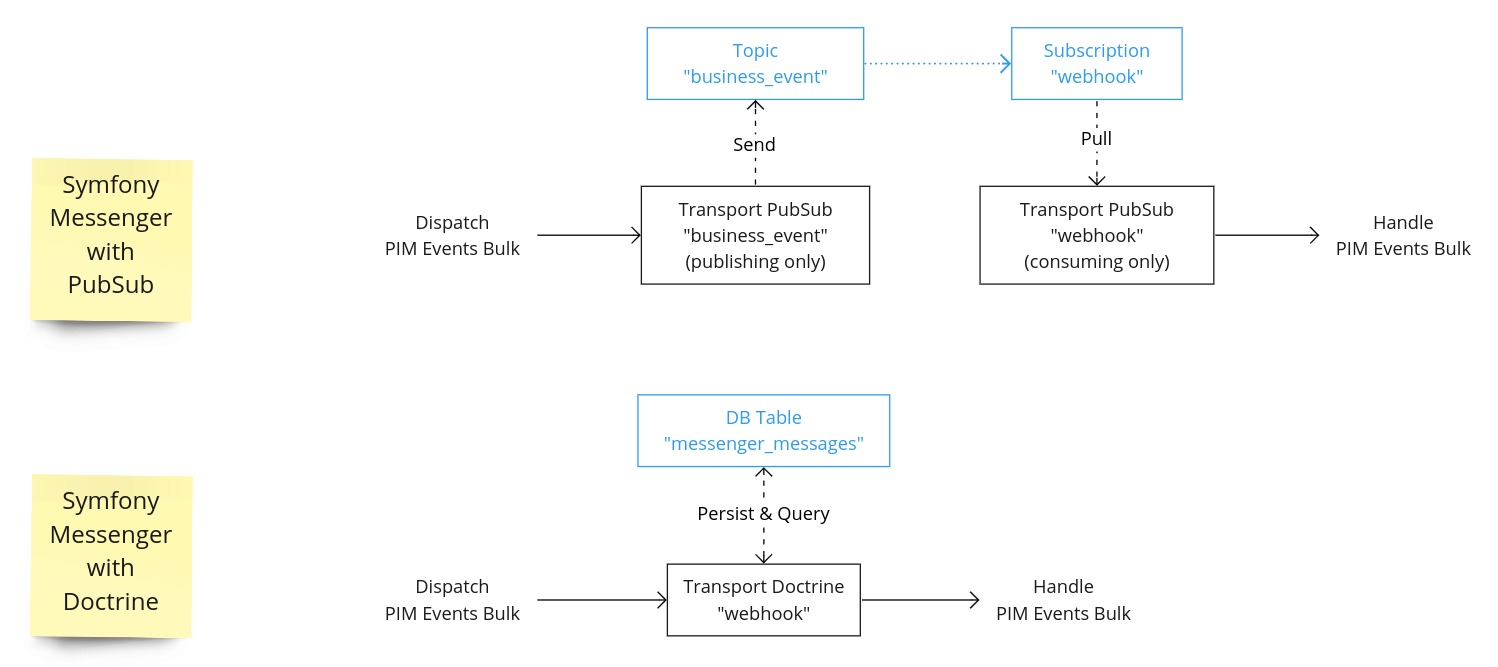 Topic
"business_event"
Subscription
"webhook"
Send
Pull
Symfony
Messenger
with
PubSub
Dispatch
PIM Events Bulk
Transport PubSub
"business_event"
(publishing only)
Transport PubSub
"webhook"
(consuming only)
Handle
PIM Events Bulk
DB Table
"messenger_messages"
Persist & Query
Symfony
Messenger
with
Doctrine
Dispatch
PIM Events Bulk
Transport Doctrine
"webhook"
Handle
PIM Events Bulk